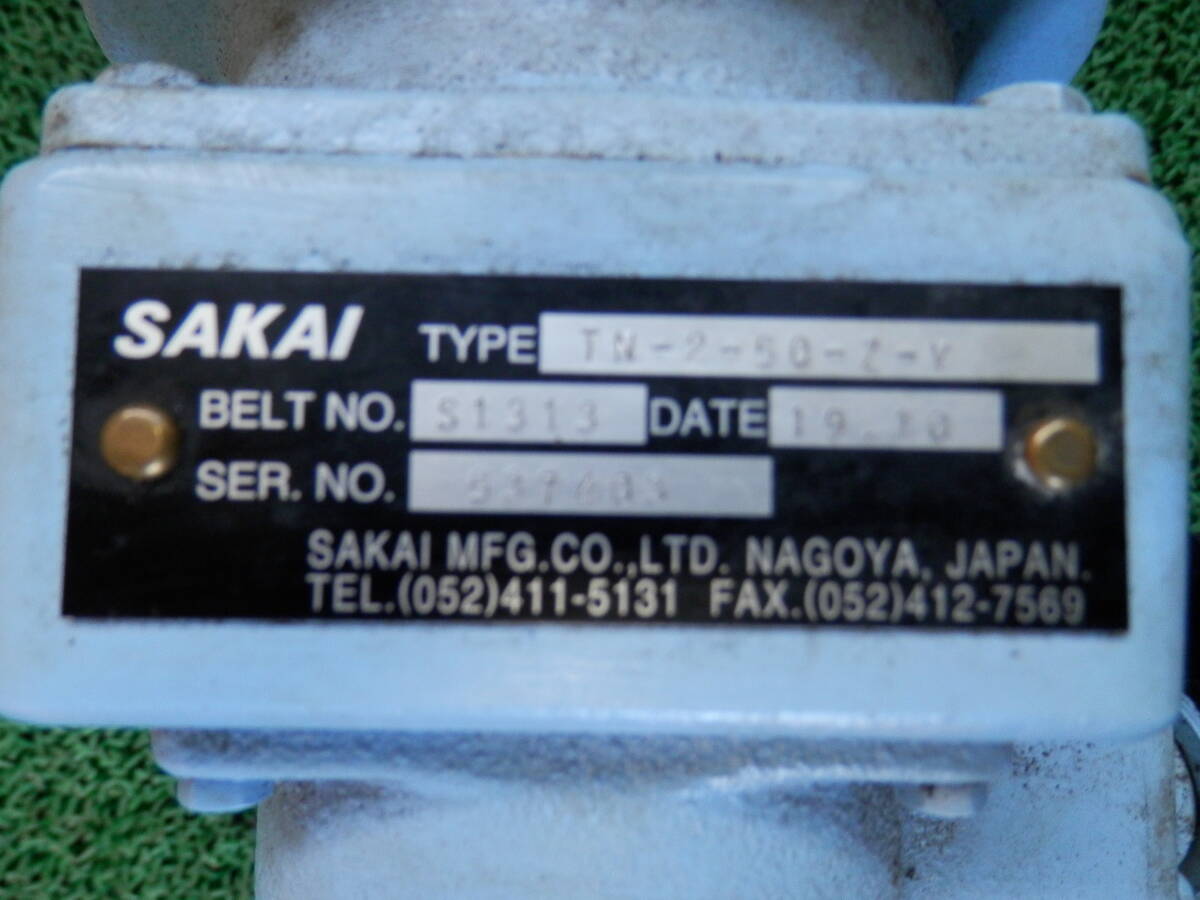 SAKAI TYPE TN-2-50-Z-Y
BELT NO. S1313 DATE 19.10
SER. NO.
SAKAI MFG.CO.,LTD. NAGOYA, JAPAN.
TEL.(052)411-5131 FAX.(052)412-7569